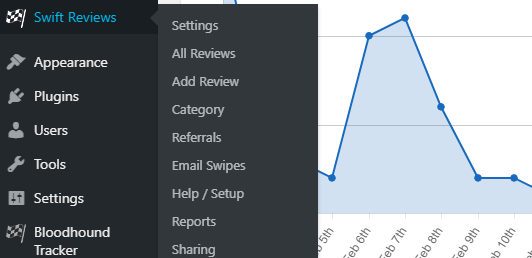 Swift Reviews
Appearance
Plugins
Users
Tools
Settings
Bloodhound
Tracker
Settings
All Reviews
Add Review
Category
Referrals
Email Swipes
Help / Setup
Reports
Sharing
5th
Feb 6th
Feb 7th
Feb 8th
Feb 9th
Feb 10th